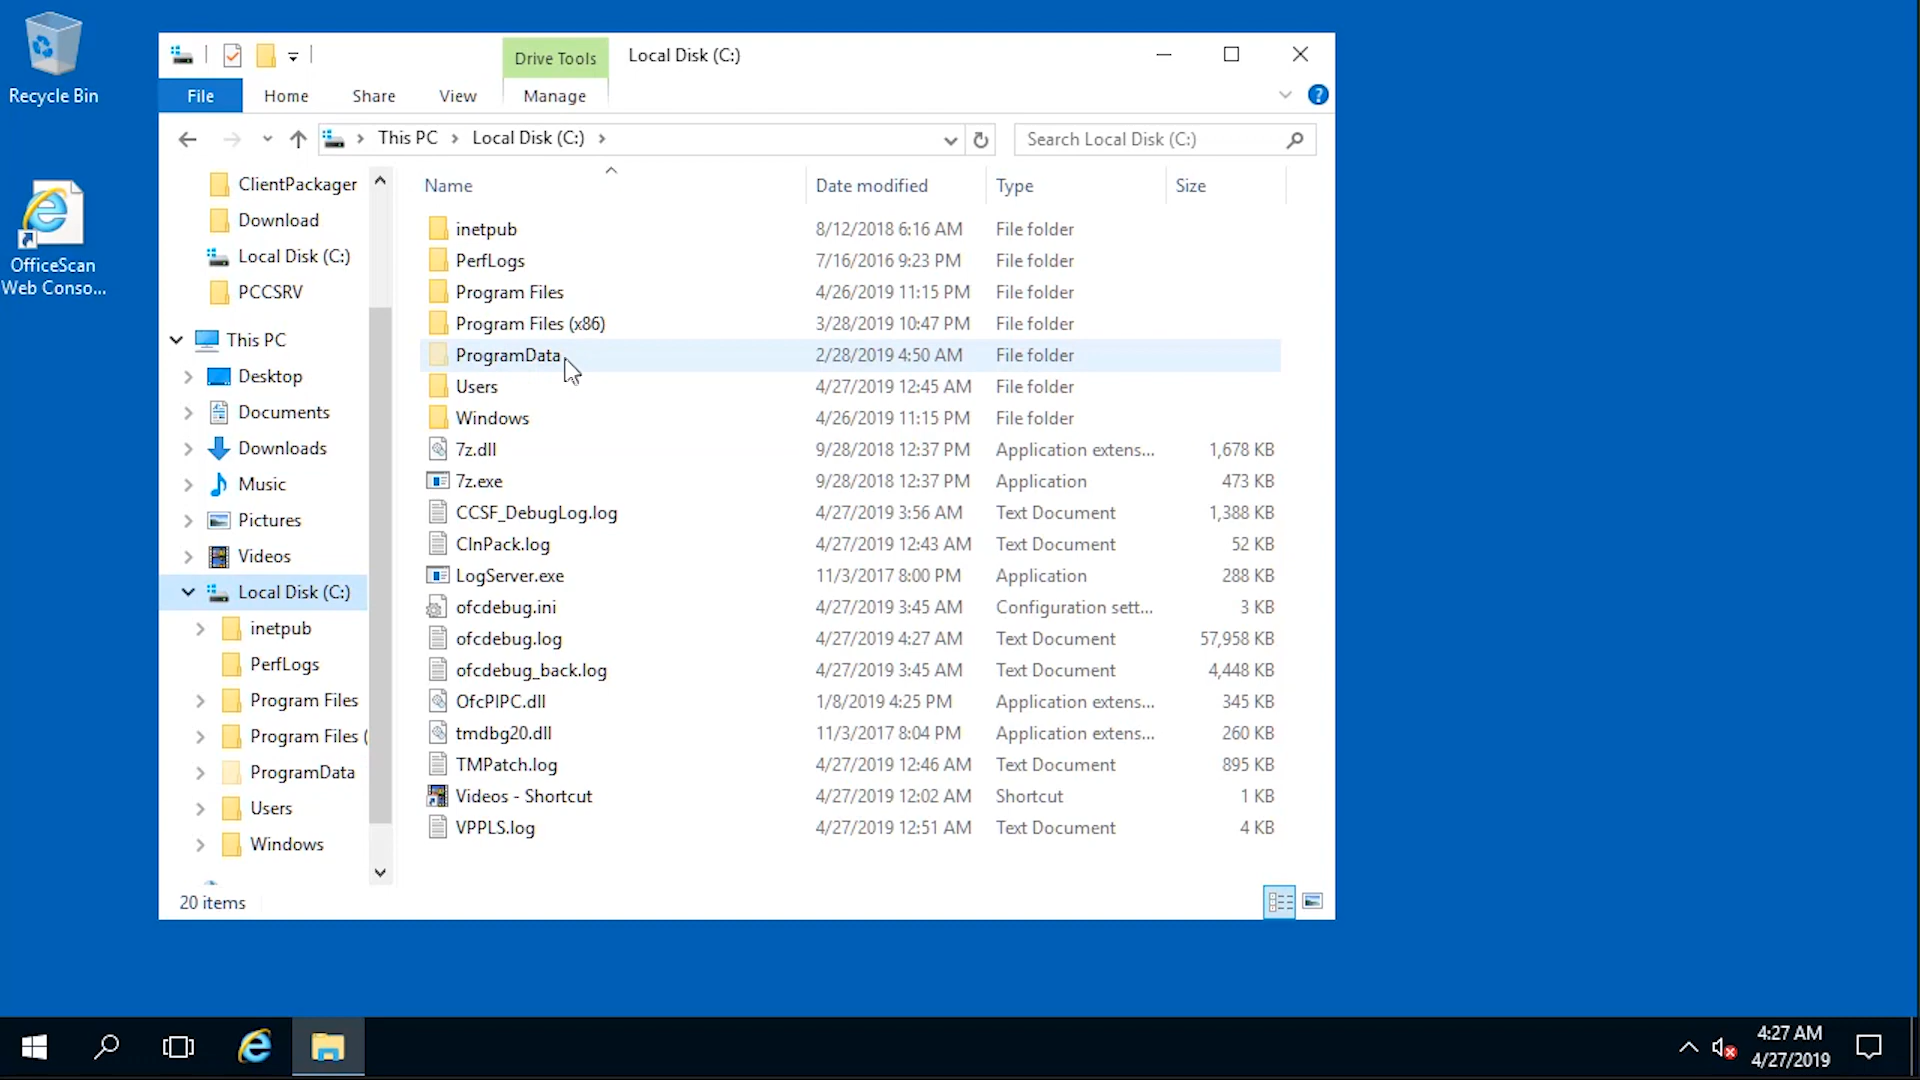 Recycle Bin
OfficeScan
Web Conso...
Drive Tools
Local Disk (C:)
File
Home
Share
View
Manage
This PC
Local Disk (C:)
Search Local Disk (C:)
ClientPackager
Download
Local Disk (C:)
PCCSRV
This PC
Desktop
Documents
Downloads
Music
Pictures
Videos
Local Disk (C:)
inetpub
PerfLogs
Program Files
Program Files (
ProgramData
Users
Windows
Name Date modified Type Size
inetpub 8/12/2018 6:16 AM File folder
PerfLogs 7/16/2016 9:23 PM File folder
Program Files 4/26/2019 11:15 PM File folder
Program Files (x86) 3/28/2019 10:47 PM File folder
ProgramData 2/28/2019 4:50 AM File folder
Users 4/27/2019 12:45 AM File folder
Windows 4/26/2019 11:15 PM File folder
7z.dll 9/28/2018 12:37 PM Application extens... 1,678 KB
7z.exe 9/28/2018 12:37 PM Application 473 KB
CCSF_DebugLog.log 4/27/2019 3:56 AM Text Document 1,388 KB
ClnPack.log 4/27/2019 12:43 AM Text Document 52 KB
LogServer.exe 11/3/2017 8:00 PM Application 288 KB
ofcdebug.ini 4/27/2019 3:45 AM Configuration sett... 3 KB
ofcdebug.log 4/27/2019 4:27 AM Text Document 57,958 KB
ofcdebug_back.log 4/27/2019 3:45 AM Text Document 4,448 KB
OfcPIPC.dll 1/8/2019 4:25 PM Application extens... 345 KB
tmdbg20.dll 11/3/2017 8:04 PM Application extens... 260 KB
TMPatch.log 4/27/2019 12:46 AM Text Document 895 KB
Videos - Shortcut 4/27/2019 12:02 AM Shortcut 1 KB
VPPLS.log 4/27/2019 12:51 AM Text Document 4 KB
20 items
4:27 AM
4/27/2019